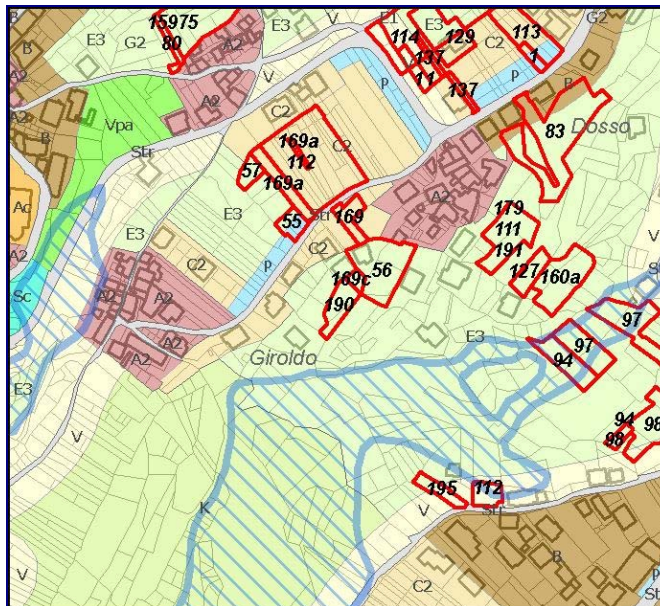 15975
80
E1
E3
113
G2
E3
G2
A2
114
129
C2
1
B
B
V
137
11
137
P
P
B
A2
A2
Vpa
C2
83
Dosso
B
Str
169a
C2
112
57
169a
A2
Ac
E3
55
Str
169
179
111
191
A2
C2
C2
56
127
V
P
169c
160a
Sc
A2
A2
190
97
A2
Giroldo
E3
97
94
E3
V
94
98
98
195
112
K
V
Str
B
B
V
C2
P